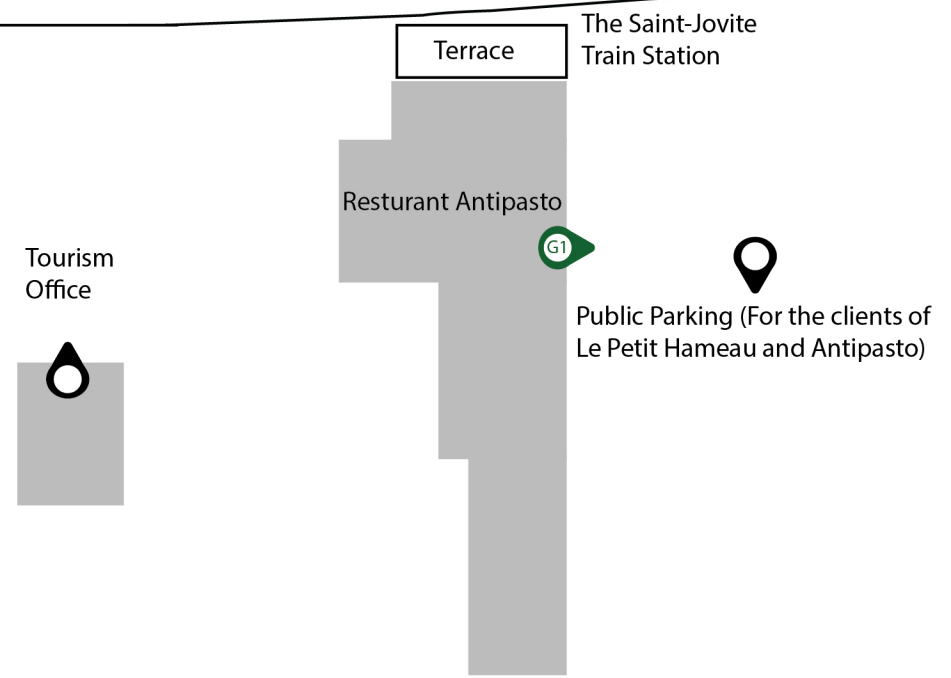 The Saint-Jovite
Train Station
Terrace
Resturant Antipasto
G1
Tourism
Office
Public Parking (For the clients of
Le Petit Hameau and Antipasto)